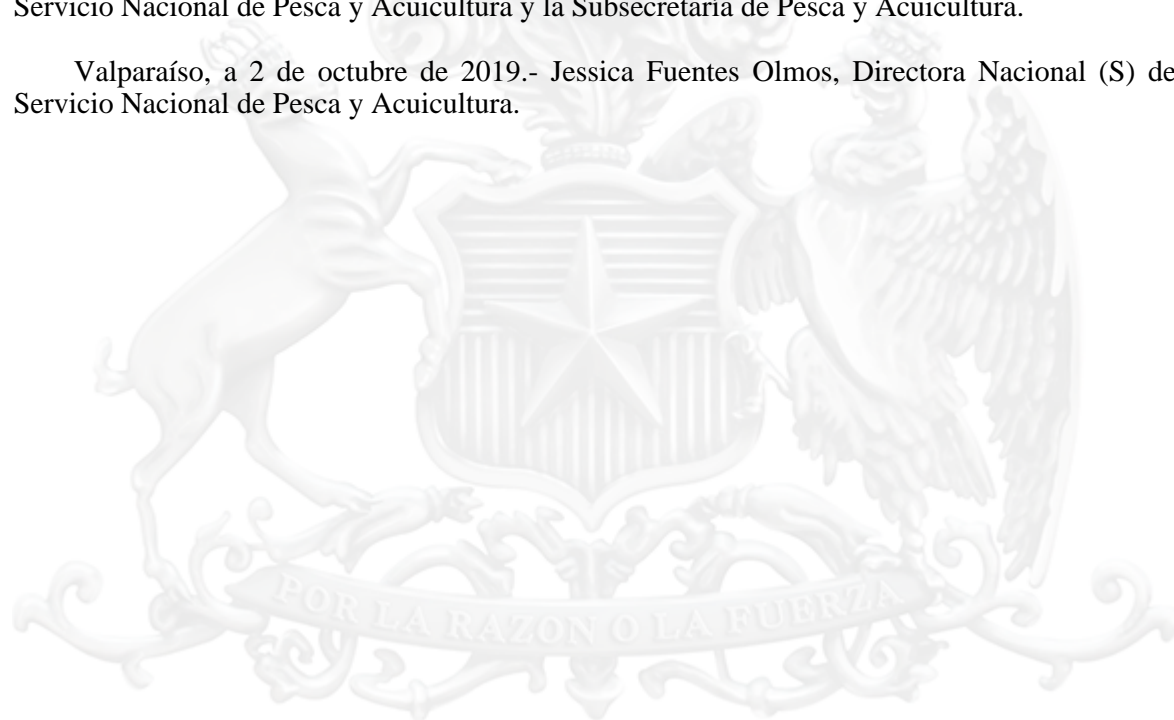 Servicio Nacional de Pesca y Acuicultura y la Subsecretaría de Pesca y Acuicultura.
Valparaíso, a 2 de octubre de 2019.- Jessica Fuentes Olmos, Directora Nacional (S) de
Servicio Nacional de Pesca y Acuicultura.
POR LA RAZON O LA FUERZA